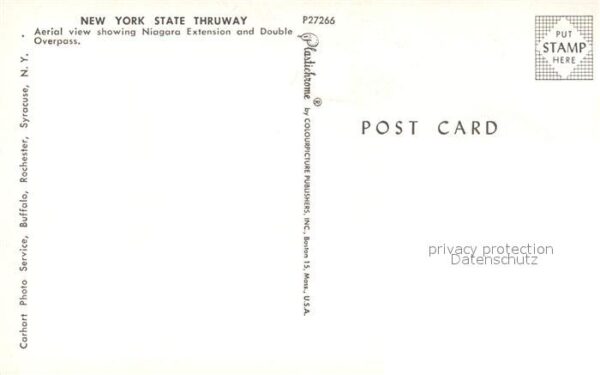 NEW YORK STATE THRUWAY
Aerial view showing Niagara Extension and Double
Overpass.
P27266
PUT
STAMP
HERE
Plastichrome ® by COLOURPICTURE PUBLISHERS, INC., Boston 15, Mass., U.S.A.
POST CARD
Carhart Photo Service, Buffalo, Rochester, Syracuse, N. Y.
privacy protection
Datenschutz